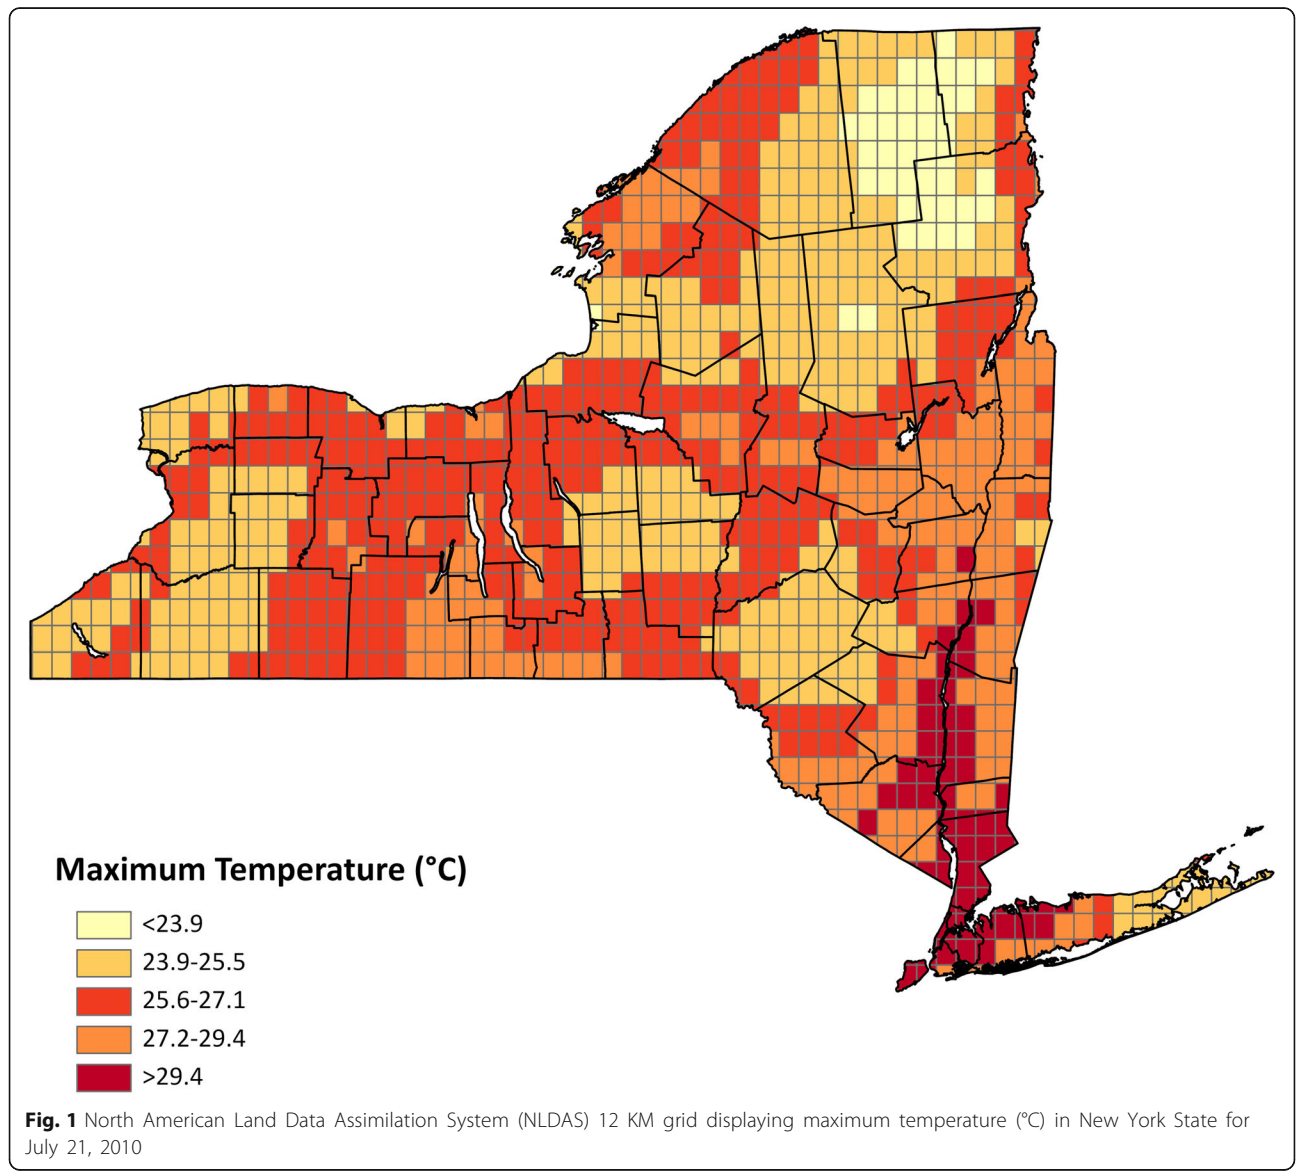 Maximum Temperature (°C)
<23.9
23.9-25.5
25.6-27.1
27.2-29.4
>29.4
Fig. 1 North American Land Data Assimilation System (NLDAS) 12 KM grid displaying maximum temperature (°C) in New York State for
July 21, 2010